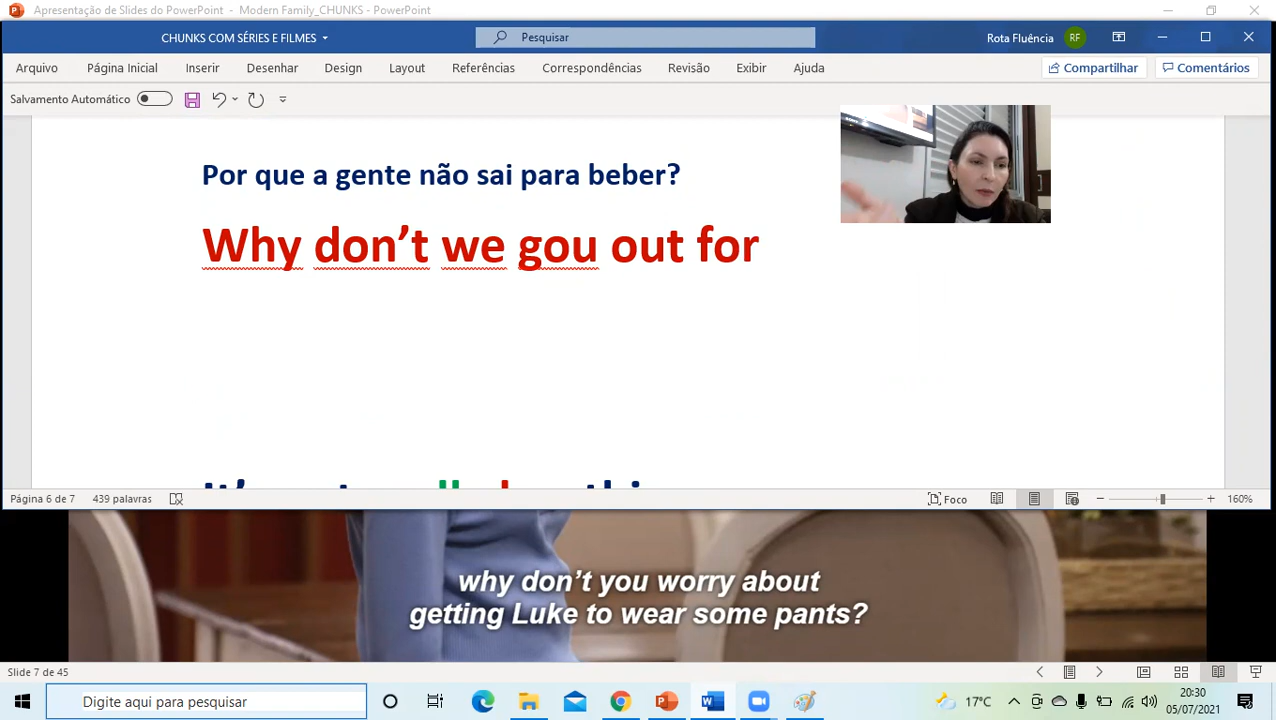 Apresentação de Slides do PowerPoint - Modern Family_CHUNKS - PowerPoint
CHUNKS COM SÉRIES E FILMES
Pesquisar
Rota Fluência RF
Arquivo Página Inicial Inserir Desenhar Design Layout Referências Correspondências Revisão Exibir Ajuda
Compartilhar Comentários
Salvamento Automático
Por que a gente não sai para beber?
Why don't we gou out for
Página 6 de 7 439 palavras
Foco
160%
why don't you worry about
getting Luke to wear some pants?
Slide 7 de 45
Digite aqui para pesquisar
17°C
20:30
05/07/2021